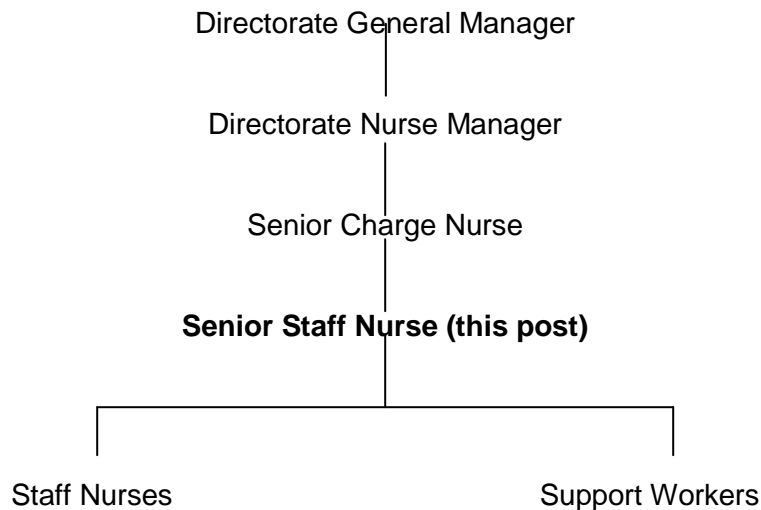 Directorate General Manager
Directorate Nurse Manager
Senior Charge Nurse
Senior Staff Nurse (this post)
Staff Nurses
Support Workers